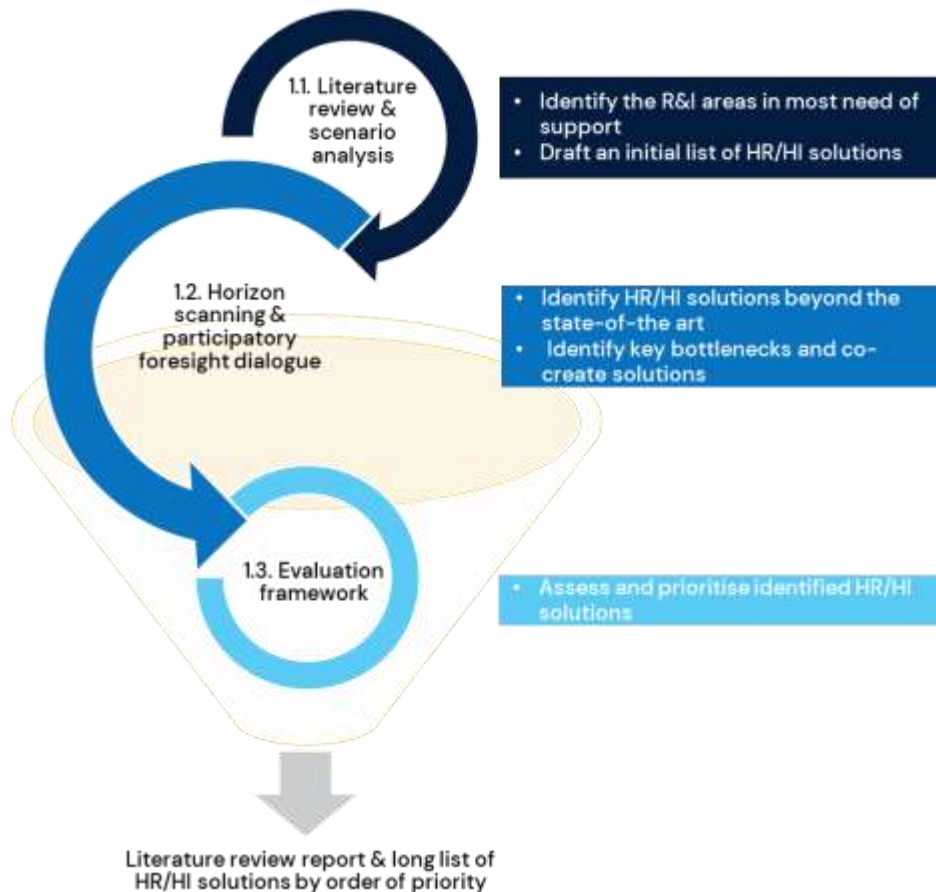 1.1. Literature
review &
scenario
analysis
• Identify the R&I areas in most need of
support
• Draft an initial list of HR/HI solutions
1.2. Horizon
scanning &
participatory
foresight dialogue
• Identify HR/HI solutions beyond the
state-of-the art
• Identify key bottlenecks and co-
create solutions
1.3. Evaluation
framework
• Assess and prioritise identified HR/HI
solutions
Literature review report & long list of
HR/HI solutions by order of priority